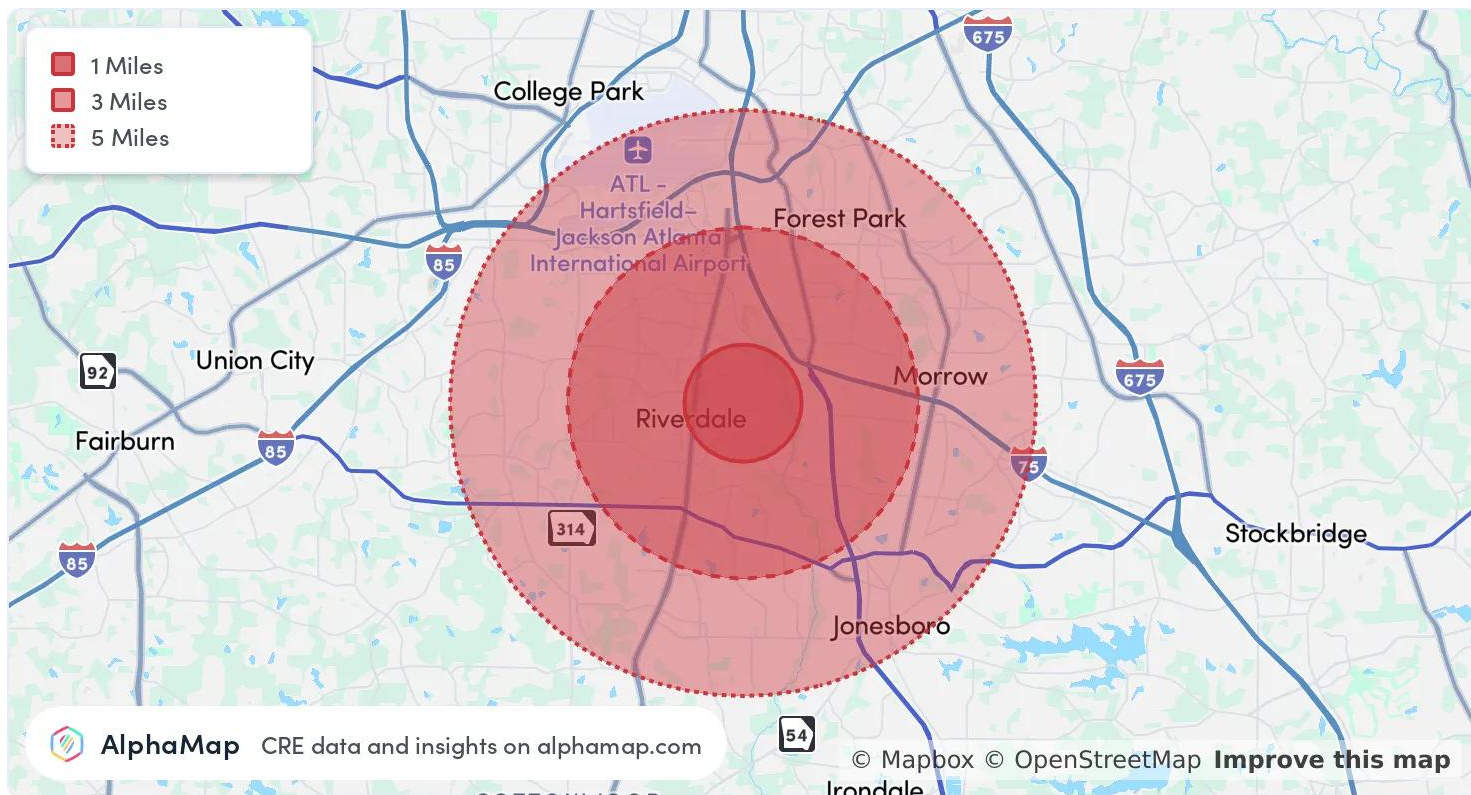 1 Miles
3 Miles
5 Miles
675
College Park
ATL -
Hartsfield-
Jackson Atlanta
International Airport
Forest Park
85
92
Union City
Morrow
675
Riverdale
Fairburn
85
75
314
Stockbridge
85
Jonesboro
54
AlphaMap CRE data and insights on alphamap.com
© Mapbox © OpenStreetMap Improve this map
Irondale